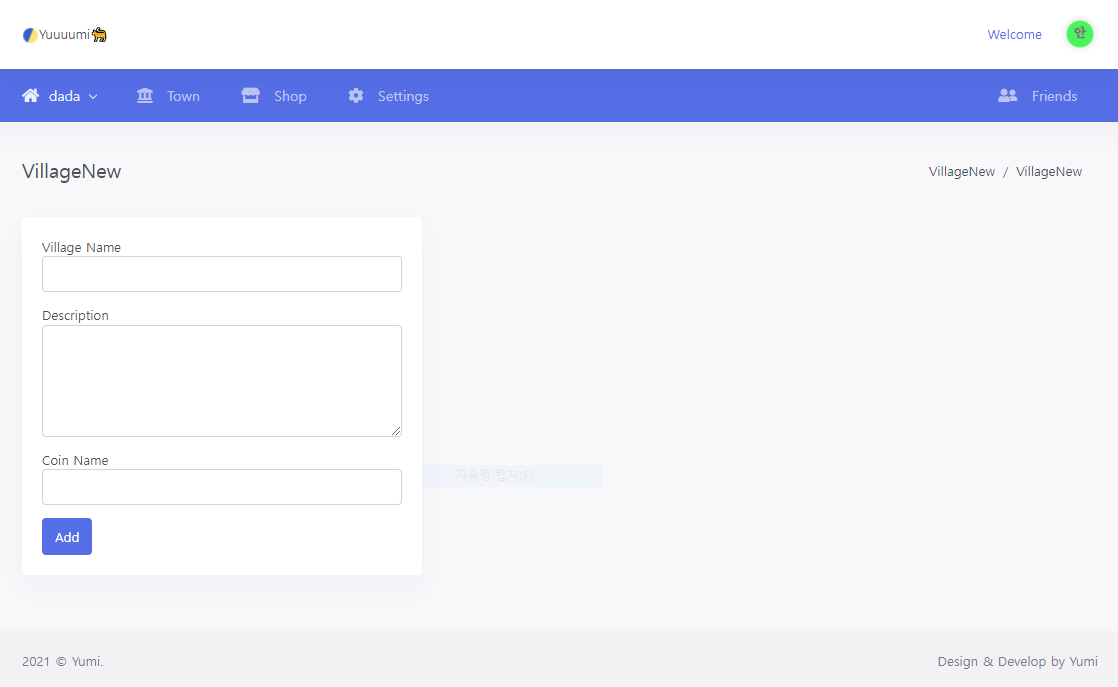 Yuuuumi
Welcome
안
dada
Town
Shop
Settings
Friends
VillageNew
VillageNew / VillageNew
Village Name
Description
Coin Name
자유형 캡처(F)
Add
2021 © Yumi.
Design & Develop by Yumi